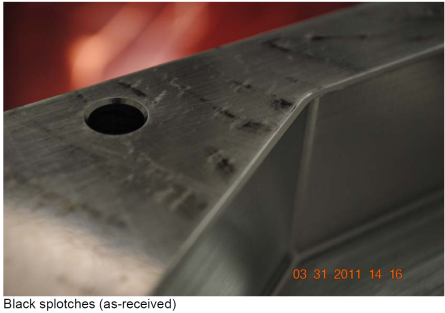 03 31 2011 14 16
Black splotches (as-received)